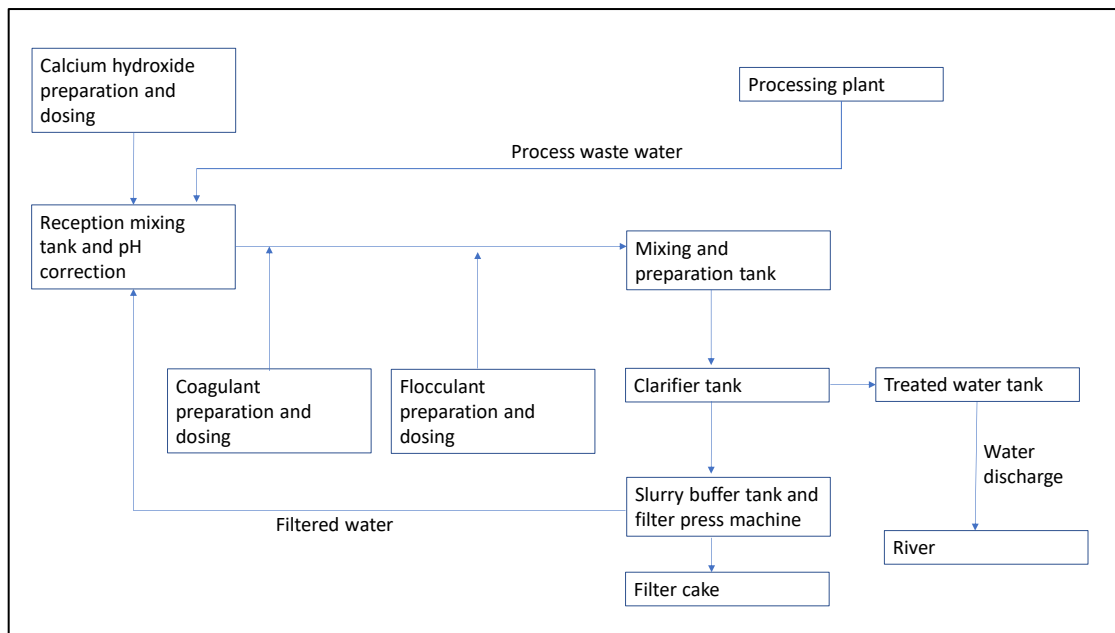 Calcium hydroxide
preparation and
dosing
Processing plant
Process waste water
Reception mixing
tank and pH
correction
Mixing and
preparation tank
Coagulant
preparation and
dosing
Flocculant
preparation and
dosing
Clarifier tank
Treated water tank
Water
discharge
Slurry buffer tank and
filter press machine
Filtered water
River
Filter cake